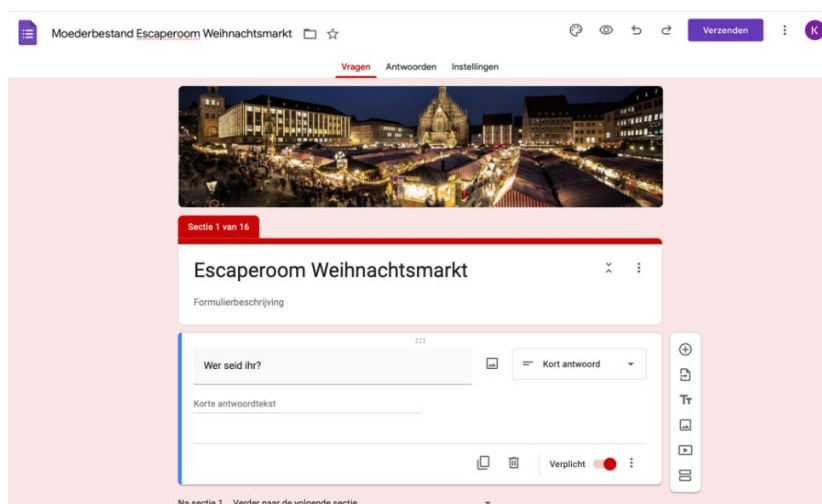 Moederbestand Escaperoom Weihnachtsmarkt
Verzenden
K
Vragen Antwoorden Instellingen
Sectie 1 van 16
Escaperoom Weihnachtsmarkt
Formulierbeschrijving
Wer seid ihr?
Kort antwoord
Korte antwoordtekst
Tт
Verplicht
Na sectie 1 Verder naar de volgende sectie